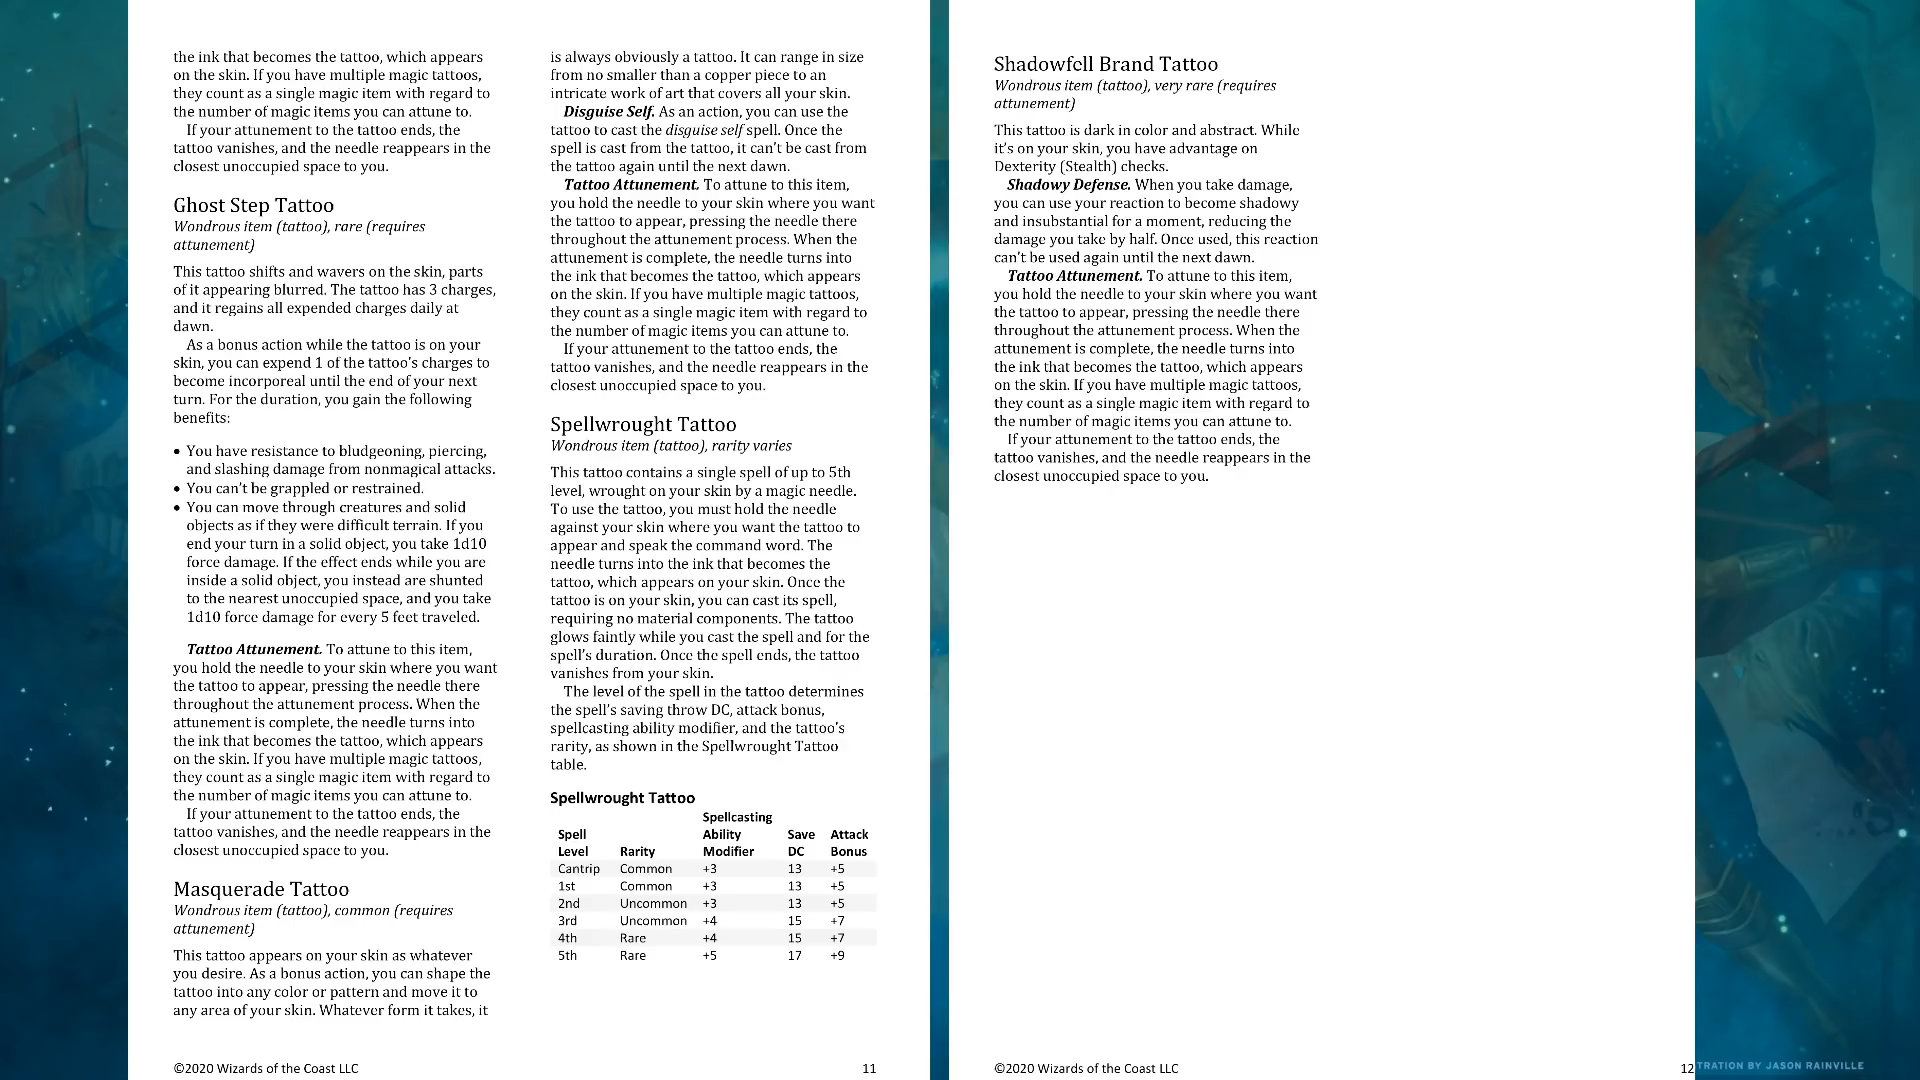 the ink that becomes the tattoo, which appears
on the skin. If you have multiple magic tattoos,
they count as a single magic item with regard to
the number of magic items you can attune to.
If your attunement to the tattoo ends, the
tattoo vanishes, and the needle reappears in the
closest unoccupied space to you.
Ghost Step Tattoo
Wondrous item (tattoo), rare (requires
attunement)
This tattoo shifts and wavers on the skin, parts
of it appearing blurred. The tattoo has 3 charges,
and it regains all expended charges daily at
dawn.
As a bonus action while the tattoo is on your
skin, you can expend 1 of the tattoo's charges to
become incorporeal until the end of your next
turn. For the duration, you gain the following
benefits:
• You have resistance to bludgeoning, piercing,
and slashing damage from nonmagical attacks.
• You can't be grappled or restrained.
• You can move through creatures and solid
objects as if they were difficult terrain. If you
end your turn in a solid object, you take 1d10
force damage. If the effect ends while you are
inside a solid object, you instead are shunted
to the nearest unoccupied space, and you take
1d10 force damage for every 5 feet traveled.
Tattoo Attunement. To attune to this item,
you hold the needle to your skin where you want
the tattoo to appear, pressing the needle there
throughout the attunement process. When the
attunement is complete, the needle turns into
the ink that becomes the tattoo, which appears
on the skin. If you have multiple magic tattoos,
they count as a single magic item with regard to
the number of magic items you can attune to.
If your attunement to the tattoo ends, the
tattoo vanishes, and the needle reappears in the
closest unoccupied space to you.
Masquerade Tattoo
Wondrous item (tattoo), common (requires
attunement)
This tattoo appears on your skin as whatever
you desire. As a bonus action, you can shape the
tattoo into any color or pattern and move it to
any area of your skin. Whatever form it takes, it
is always obviously a tattoo. It can range in size
from no smaller than a copper piece to an
intricate work of art that covers all your skin.
Disguise Self. As an action, you can use the
tattoo to cast the disguise self spell. Once the
spell is cast from the tattoo, it can't be cast from
the tattoo again until the next dawn.
Tattoo Attunement. To attune to this item,
you hold the needle to your skin where you want
the tattoo to appear, pressing the needle there
throughout the attunement process. When the
attunement is complete, the needle turns into
the ink that becomes the tattoo, which appears
on the skin. If you have multiple magic tattoos,
they count as a single magic item with regard to
the number of magic items you can attune to.
If your attunement to the tattoo ends, the
tattoo vanishes, and the needle reappears in the
closest unoccupied space to you.
Spellwrought Tattoo
Wondrous item (tattoo), rarity varies
This tattoo contains a single spell of up to 5th
level, wrought on your skin by a magic needle.
To use the tattoo, you must hold the needle
against your skin where you want the tattoo to
appear and speak the command word. The
needle turns into the ink that becomes the
tattoo, which appears on your skin. Once the
tattoo is on your skin, you can cast its spell,
requiring no material components. The tattoo
glows faintly while you cast the spell and for the
spell's duration. Once the spell ends, the tattoo
vanishes from your skin.
The level of the spell in the tattoo determines
the spell's saving throw DC, attack bonus,
spellcasting ability modifier, and the tattoo's
rarity, as shown in the Spellwrought Tattoo
table.
Spellwrought Tattoo
Spellcasting
Spell Ability Save Attack
Level Rarity Modifier DC Bonus
Cantrip Common +3 13 +5
1st Common +3 13 +5
2nd Uncommon +3 13 +5
3rd Uncommon +4 15 +7
4th Rare +4 15 +7
5th Rare +5 17 +9
©2020 Wizards of the Coast LLC 11
Shadowfell Brand Tattoo
Wondrous item (tattoo), very rare (requires
attunement)
This tattoo is dark in color and abstract. While
it's on your skin, you have advantage on
Dexterity (Stealth) checks.
Shadowy Defense. When you take damage,
you can use your reaction to become shadowy
and insubstantial for a moment, reducing the
damage you take by half. Once used, this reaction
can't be used again until the next dawn.
Tattoo Attunement. To attune to this item,
you hold the needle to your skin where you want
the tattoo to appear, pressing the needle there
throughout the attunement process. When the
attunement is complete, the needle turns into
the ink that becomes the tattoo, which appears
on the skin. If you have multiple magic tattoos,
they count as a single magic item with regard to
the number of magic items you can attune to.
If your attunement to the tattoo ends, the
tattoo vanishes, and the needle reappears in the
closest unoccupied space to you.
©2020 Wizards of the Coast LLC 12
TRATION BY JASON RAINVILLE